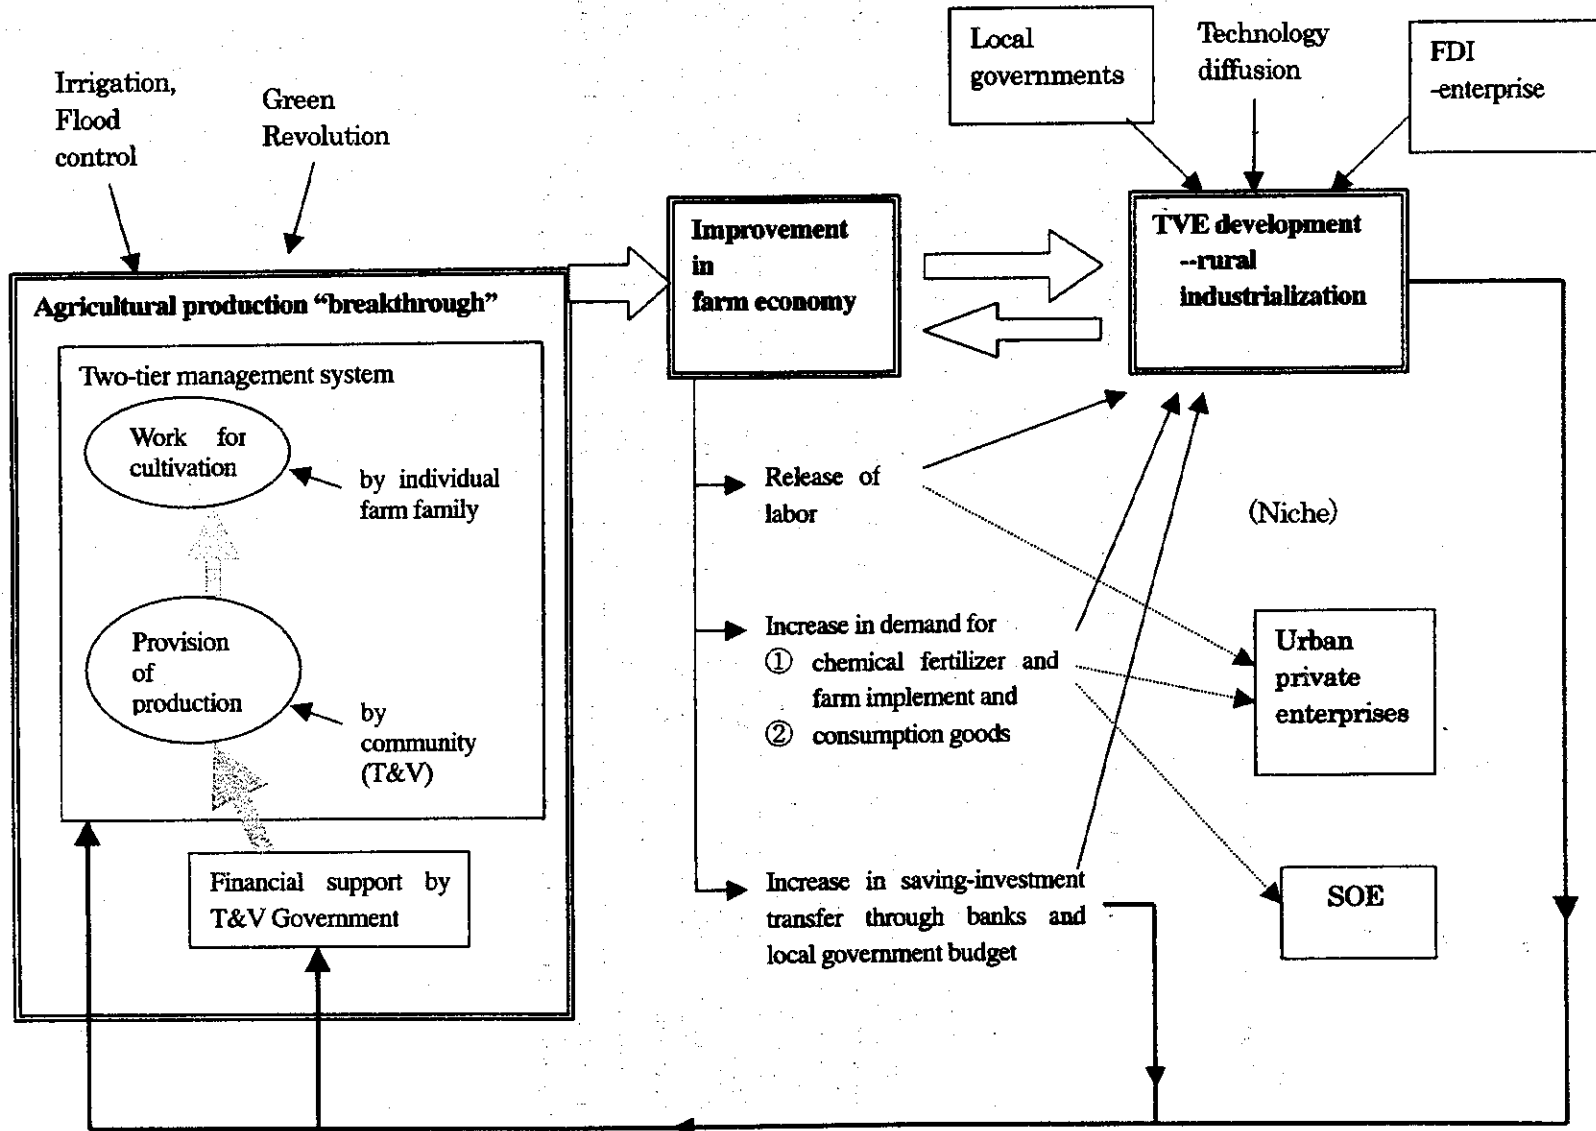 Irrigation,
Flood
control
Green
Revolution
Local
governments
Technology
diffusion
FDI
-enterprise
Agricultural production “breakthrough”
Two-tier management system
Work for
cultivation
by individual
farm family
Provision
of
production
by
community
(T&V)
Financial support by
T&V Government
Improvement
in
farm economy
TVE development
--rural
industrialization
Release of
labor
Increase in demand for
① chemical fertilizer and
farm implement and
② consumption goods
Increase in saving-investment
transfer through banks and
local government budget
(Niche)
Urban
private
enterprises
SOE